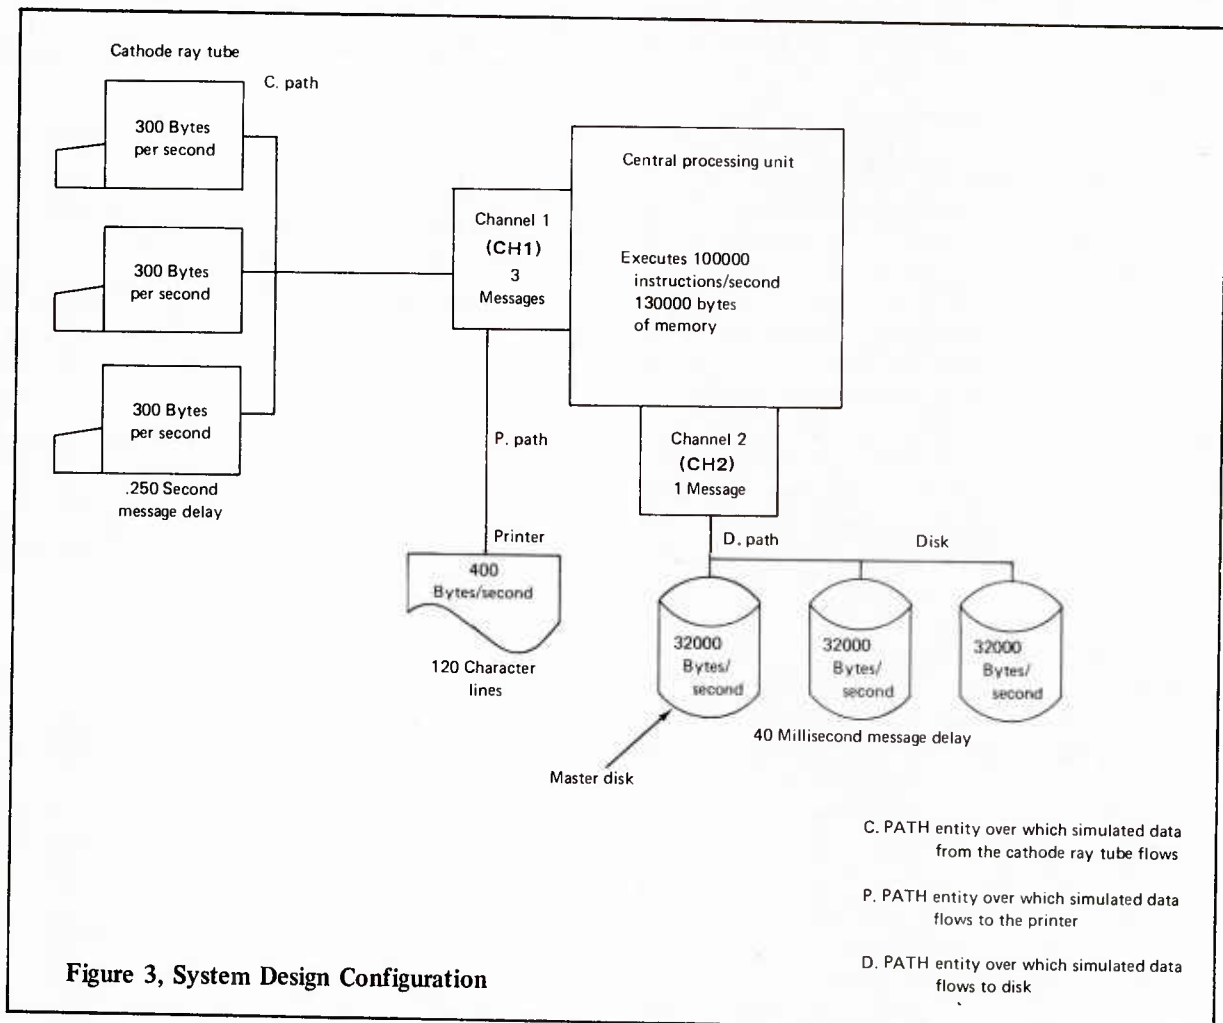 Cathode ray tube
C. path
300 Bytes
per second
300 Bytes
per second
300 Bytes
per second
.250 Second
message delay
Channel 1
(CH1)
3
Messages
Central processing unit
Executes 100000
instructions/second
130000 bytes
of memory
P. path
Channel 2
(CH2)
1 Message
Printer
400
Bytes/second
120 Character
lines
D. path
Disk
32000
Bytes/
second
32000
Bytes/
second
32000
Bytes/
second
40 Millisecond message delay
Master disk
C. PATH entity over which simulated data
from the cathode ray tube flows
P. PATH entity over which simulated data
flows to the printer
D. PATH entity over which simulated data
flows to disk
Figure 3, System Design Configuration